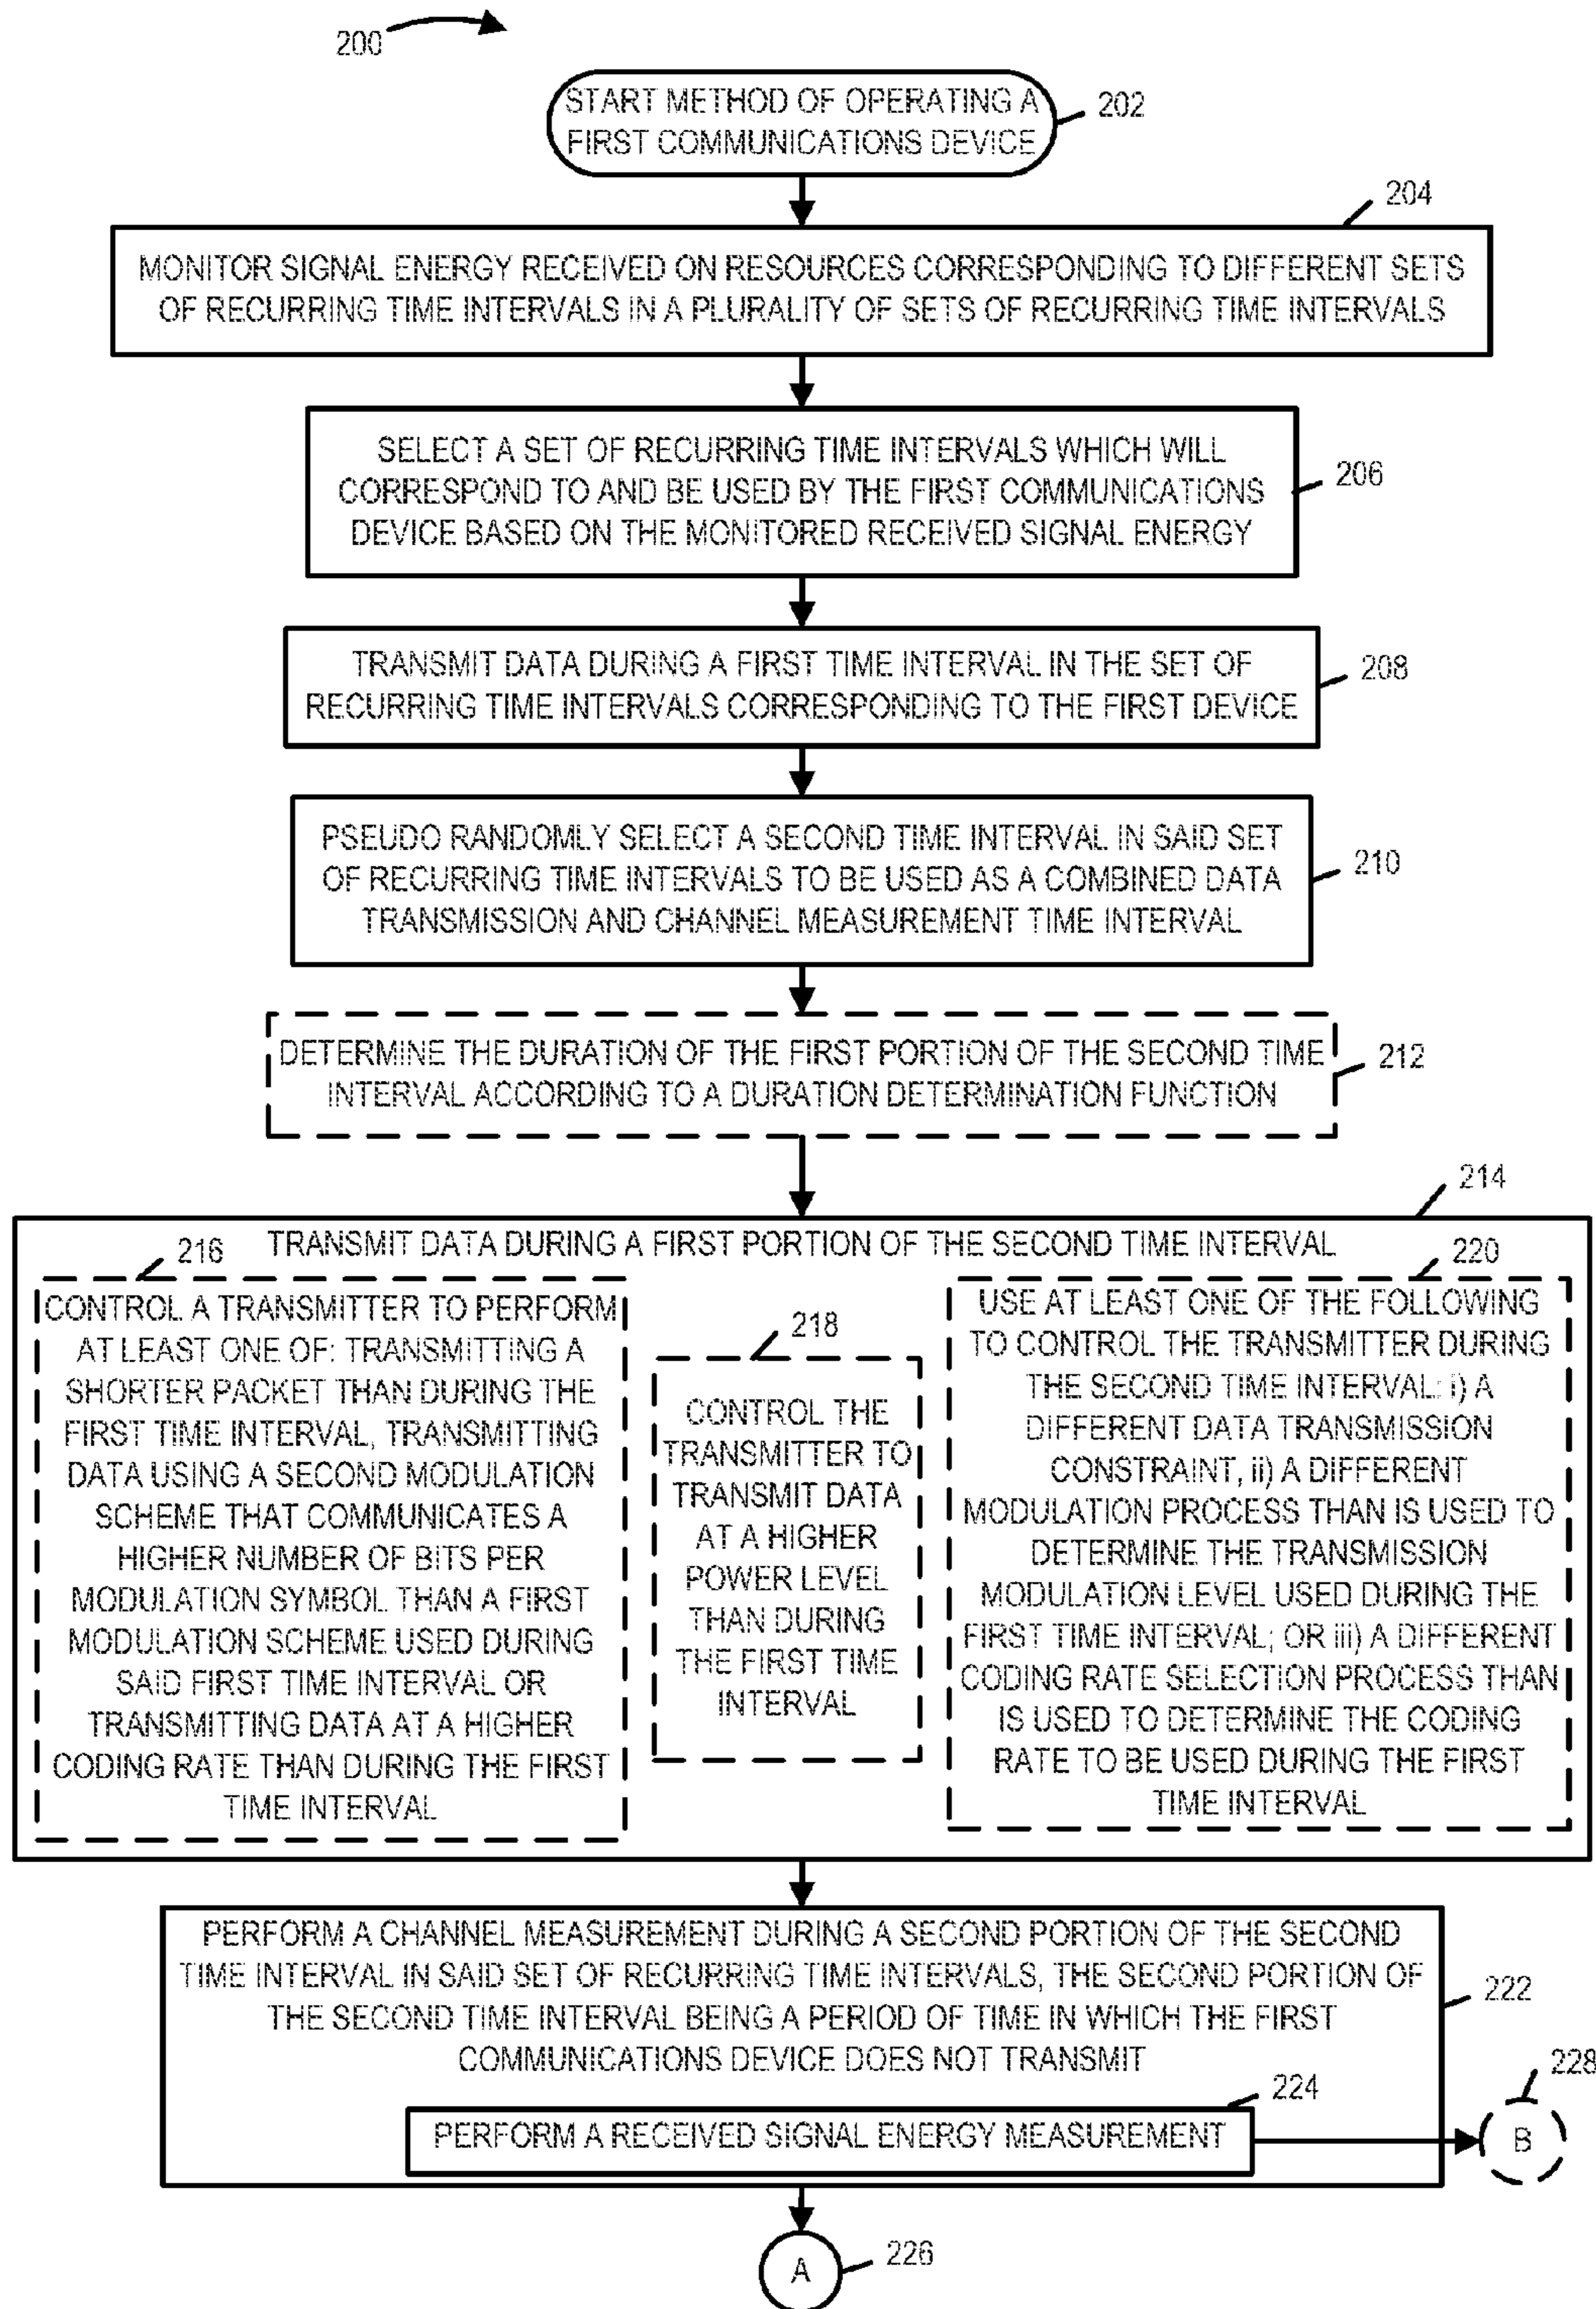 200
START METHOD OF OPERATING A
FIRST COMMUNICATIONS DEVICE
202
204
MONITOR SIGNAL ENERGY RECEIVED ON RESOURCES CORRESPONDING TO DIFFERENT SETS
OF RECURRING TIME INTERVALS IN A PLURALITY OF SETS OF RECURRING TIME INTERVALS
SELECT A SET OF RECURRING TIME INTERVALS WHICH WILL
CORRESPOND TO AND BE USED BY THE FIRST COMMUNICATIONS
DEVICE BASED ON THE MONITORED RECEIVED SIGNAL ENERGY
206
TRANSMIT DATA DURING A FIRST TIME INTERVAL IN THE SET OF
RECURRING TIME INTERVALS CORRESPONDING TO THE FIRST DEVICE
208
PSEUDO RANDOMLY SELECT A SECOND TIME INTERVAL IN SAID SET
OF RECURRING TIME INTERVALS TO BE USED AS A COMBINED DATA
TRANSMISSION AND CHANNEL MEASUREMENT TIME INTERVAL
210
DETERMINE THE DURATION OF THE FIRST PORTION OF THE SECOND TIME
INTERVAL ACCORDING TO A DURATION DETERMINATION FUNCTION
212
214
TRANSMIT DATA DURING A FIRST PORTION OF THE SECOND TIME INTERVAL
216
CONTROL A TRANSMITTER TO PERFORM
AT LEAST ONE OF: TRANSMITTING A
SHORTER PACKET THAN DURING THE
FIRST TIME INTERVAL, TRANSMITTING
DATA USING A SECOND MODULATION
SCHEME THAT COMMUNICATES A
HIGHER NUMBER OF BITS PER
MODULATION SYMBOL THAN A FIRST
MODULATION SCHEME USED DURING
SAID FIRST TIME INTERVAL OR
TRANSMITTING DATA AT A HIGHER
CODING RATE THAN DURING THE FIRST
TIME INTERVAL
218
CONTROL THE
TRANSMITTER TO
TRANSMIT DATA
AT A HIGHER
POWER LEVEL
THAN DURING
THE FIRST TIME
INTERVAL
220
USE AT LEAST ONE OF THE FOLLOWING
TO CONTROL THE TRANSMITTER DURING
THE SECOND TIME INTERVAL: i) A
DIFFERENT DATA TRANSMISSION
CONSTRAINT, ii) A DIFFERENT
MODULATION PROCESS THAN IS USED TO
DETERMINE THE TRANSMISSION
MODULATION LEVEL USED DURING THE
FIRST TIME INTERVAL; OR iii) A DIFFERENT
CODING RATE SELECTION PROCESS THAN
IS USED TO DETERMINE THE CODING
RATE TO BE USED DURING THE FIRST
TIME INTERVAL
PERFORM A CHANNEL MEASUREMENT DURING A SECOND PORTION OF THE SECOND
TIME INTERVAL IN SAID SET OF RECURRING TIME INTERVALS, THE SECOND PORTION OF
THE SECOND TIME INTERVAL BEING A PERIOD OF TIME IN WHICH THE FIRST
COMMUNICATIONS DEVICE DOES NOT TRANSMIT
222
224
PERFORM A RECEIVED SIGNAL ENERGY MEASUREMENT
228
B
A
226